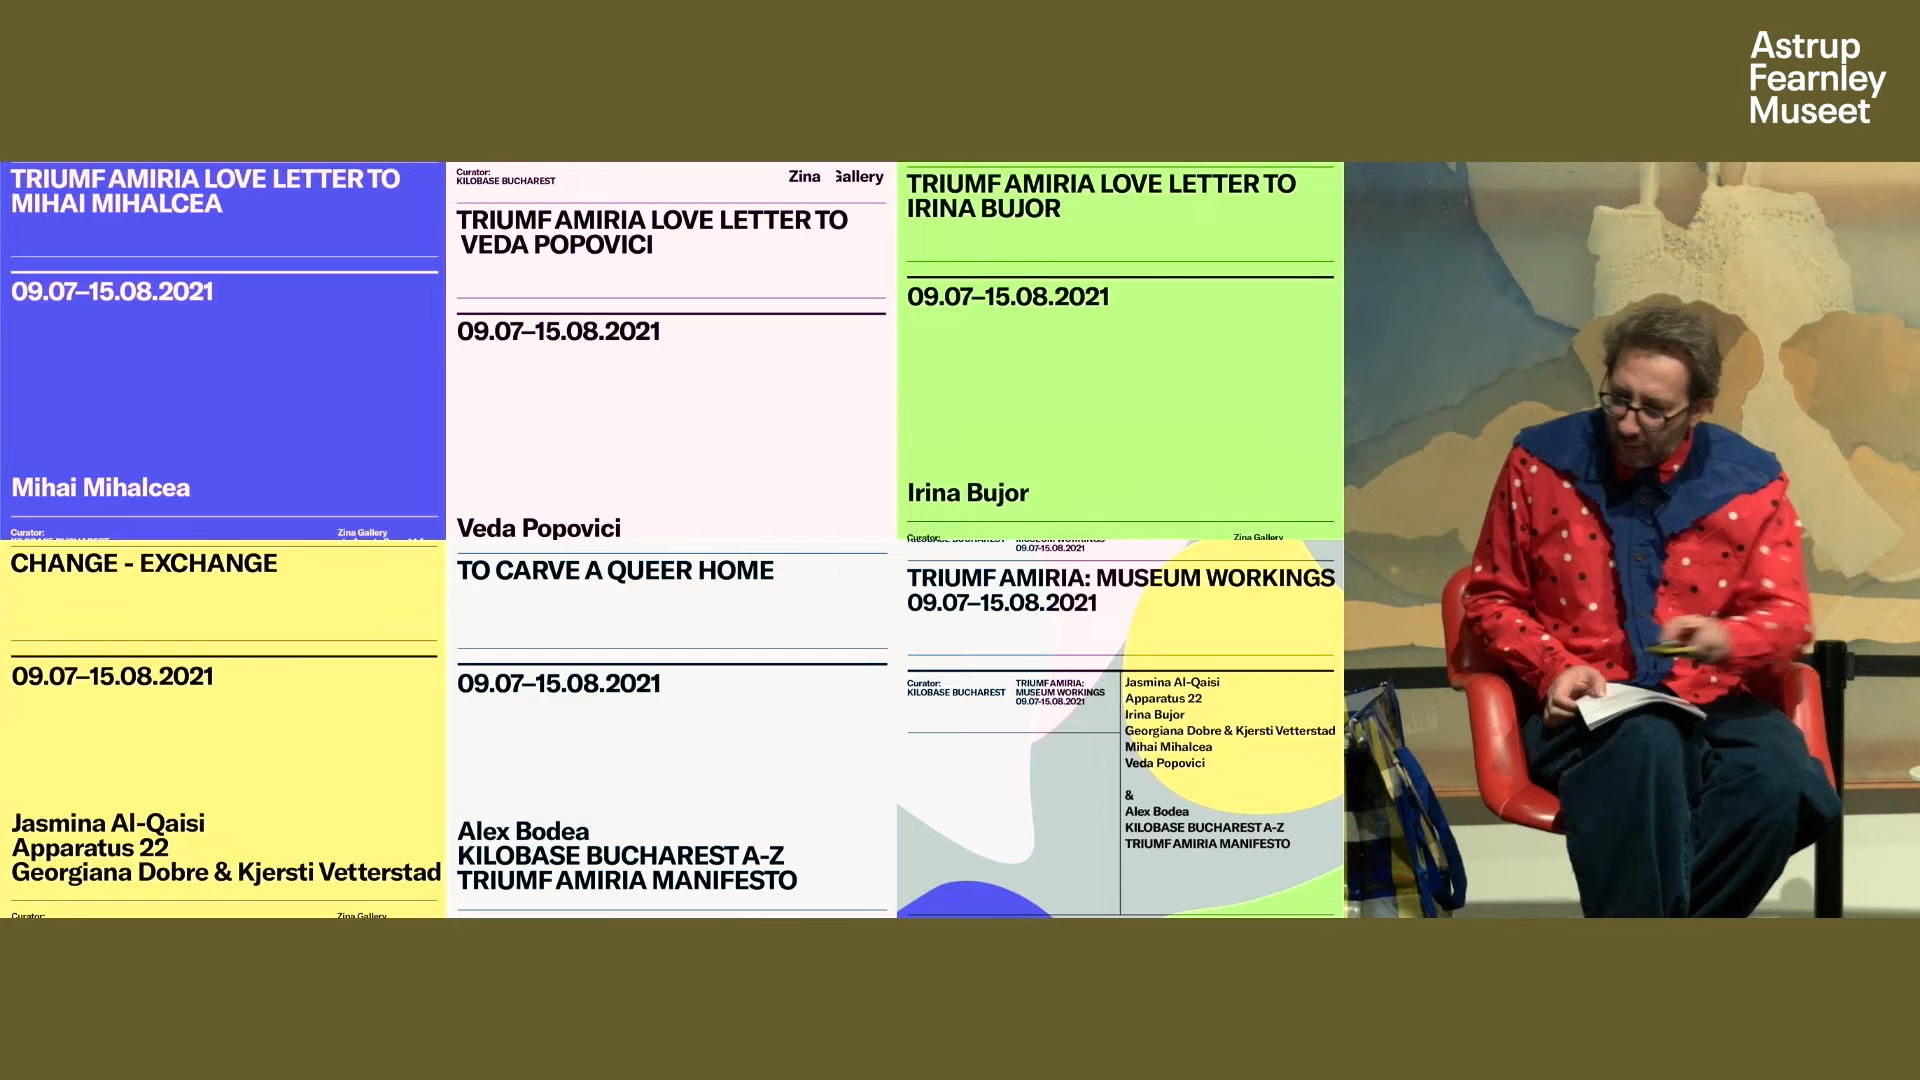 Astrup
Fearnley
Museet
TRIUMF AMIRIA LOVE LETTER TO
MIHAI MIHALCEA
09.07–15.08.2021
Mihai Mihalcea
Curator:
Zina Gallery
Curator:
KILOBASE BUCHAREST
Zina Gallery
TRIUMF AMIRIA LOVE LETTER TO
VEDA POPOVICI
09.07–15.08.2021
Veda Popovici
TRIUMF AMIRIA LOVE LETTER TO
IRINA BUJOR
09.07–15.08.2021
Irina Bujor
Curator:
Zina Gallery
CHANGE - EXCHANGE
09.07–15.08.2021
Jasmina Al-Qaisi
Apparatus 22
Georgiana Dobre & Kjersti Vetterstad
Curator:
Zina Gallery
TO CARVE A QUEER HOME
09.07–15.08.2021
Alex Bodea
KILOBASE BUCHAREST A-Z
TRIUMF AMIRIA MANIFESTO
KILOBASE BUCHAREST
MUSEUM WORKINGS
09.07-15.08.2021
TRIUMF AMIRIA: MUSEUM WORKINGS
09.07–15.08.2021
Curator:
KILOBASE BUCHAREST
TRIUMF AMIRIA:
MUSEUM WORKINGS
09.07-15.08.2021
Jasmina Al-Qaisi
Apparatus 22
Irina Bujor
Georgiana Dobre & Kjersti Vetterstad
Mihai Mihalcea
Veda Popovici
&
Alex Bodea
KILOBASE BUCHAREST A-Z
TRIUMF AMIRIA MANIFESTO